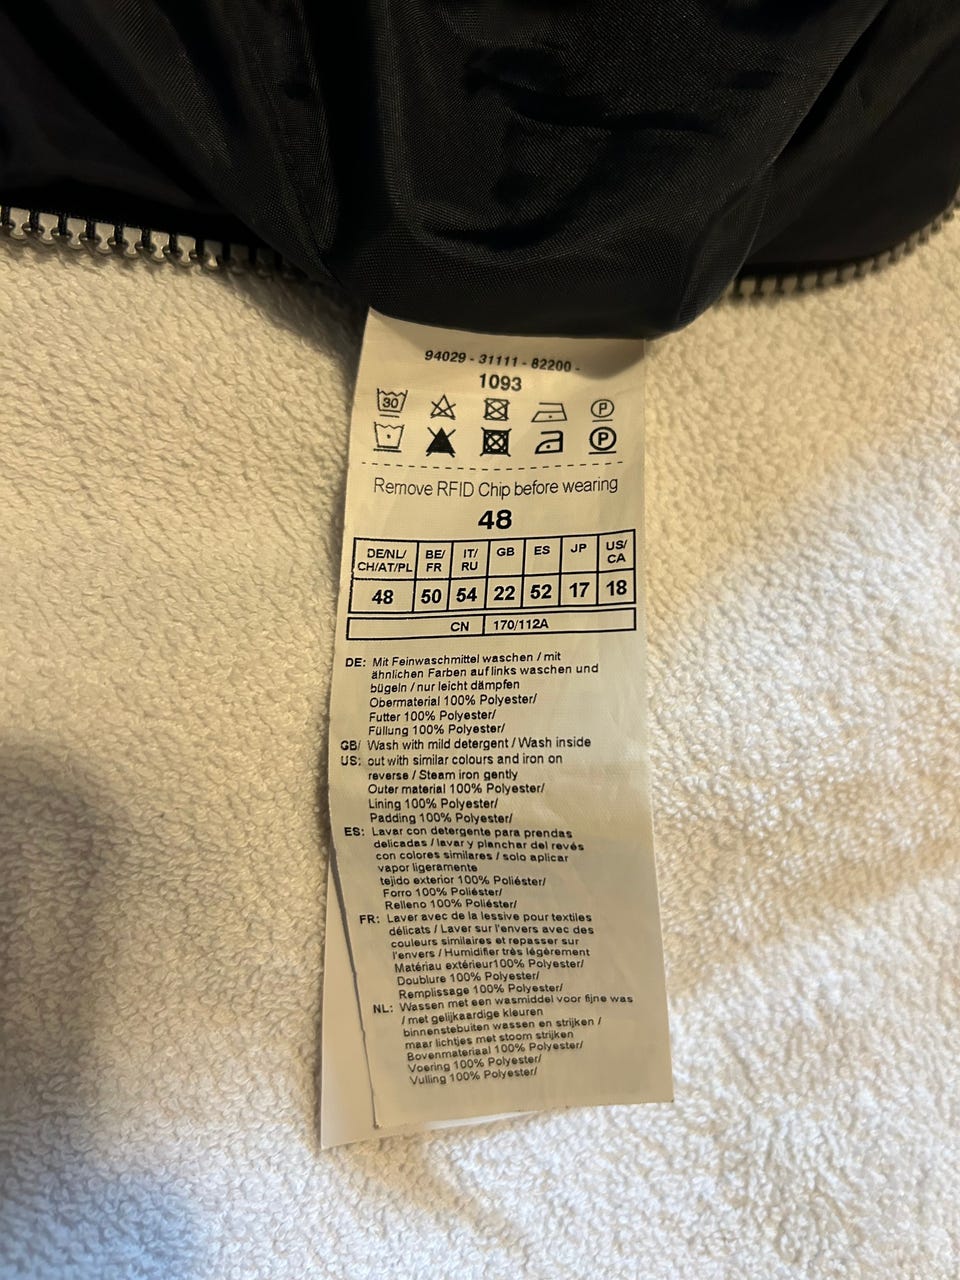 94029 - 31111 - 82200 -
1093
30
P
P
Remove RFID Chip before wearing
48
DE/NL/ CH/AT/PL BE/ FR IT/ RU GB ES JP US/ CA
48 50 54 22 52 17 18
CN 170/112A
DE: Mit Feinwaschmittel waschen / mit
ähnlichen Farben auf links waschen und
bügeln / nur leicht dämpfen
Obermaterial 100% Polyester/
Futter 100% Polyester/
Füllung 100% Polyester/
GB/ Wash with mild detergent / Wash inside
US: out with similar colours and iron on
reverse / Steam iron gently
Outer material 100% Polyester/
Lining 100% Polyester/
Padding 100% Polyester/
ES: Lavar con detergente para prendas
delicadas / lavar y planchar del revés
con colores similares / solo aplicar
vapor ligeramente
tejido exterior 100% Poliéster/
Forro 100% Poliéster/
Relleno 100% Poliéster/
FR: Laver avec de la lessive pour textiles
délicats / Laver sur l'envers avec des
couleurs similaires et repasser sur
l'envers / Humidifier très légèrement
Matériau extérieur100% Polyester/
Doublure 100% Polyester/
Remplissage 100% Polyester/
NL: Wassen met een wasmiddel voor fijne was
/ met gelijkaardige kleuren
binnenstebuiten wassen en strijken /
maar lichtjes met stoom strijken
Bovenmateriaal 100% Polyester/
Voering 100% Polyester/
Vulling 100% Polyester/